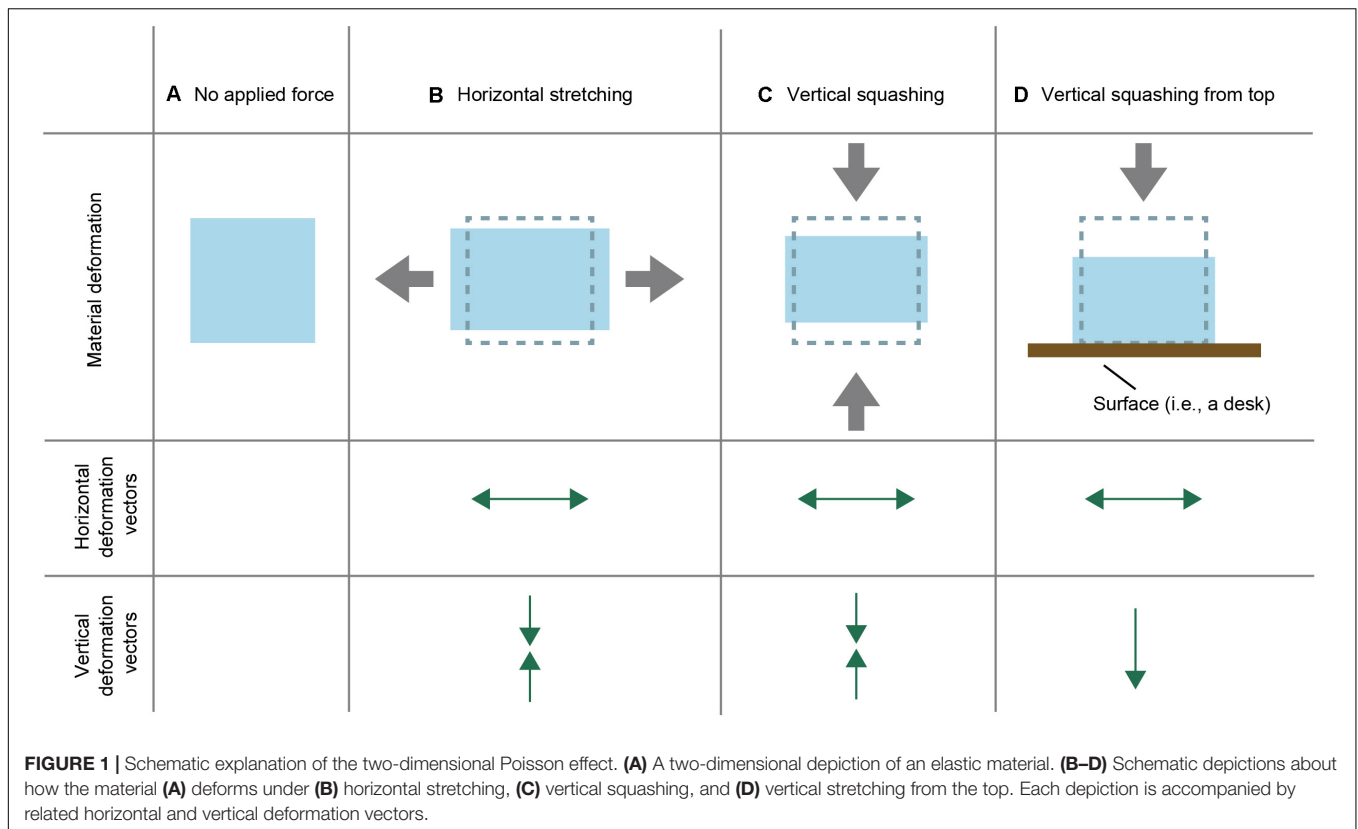 A No applied force
B Horizontal stretching
C Vertical squashing
D Vertical squashing from top
Material deformation
Surface (i.e., a desk)
Horizontal
deformation
vectors
Vertical
deformation
vectors
FIGURE 1 | Schematic explanation of the two-dimensional Poisson effect. (A) A two-dimensional depiction of an elastic material. (B–D) Schematic depictions about
how the material (A) deforms under (B) horizontal stretching, (C) vertical squashing, and (D) vertical stretching from the top. Each depiction is accompanied by
related horizontal and vertical deformation vectors.